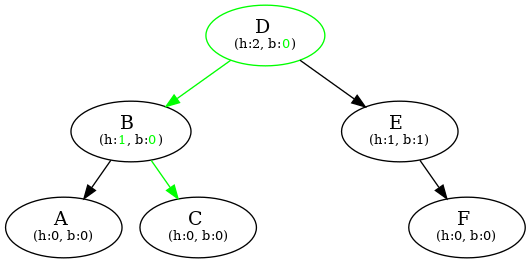 D
(h:2, b:0)
B
(h:1, b:0)
E
(h:1, b:1)
A
(h:0, b:0)
C
(h:0, b:0)
F
(h:0, b:0)